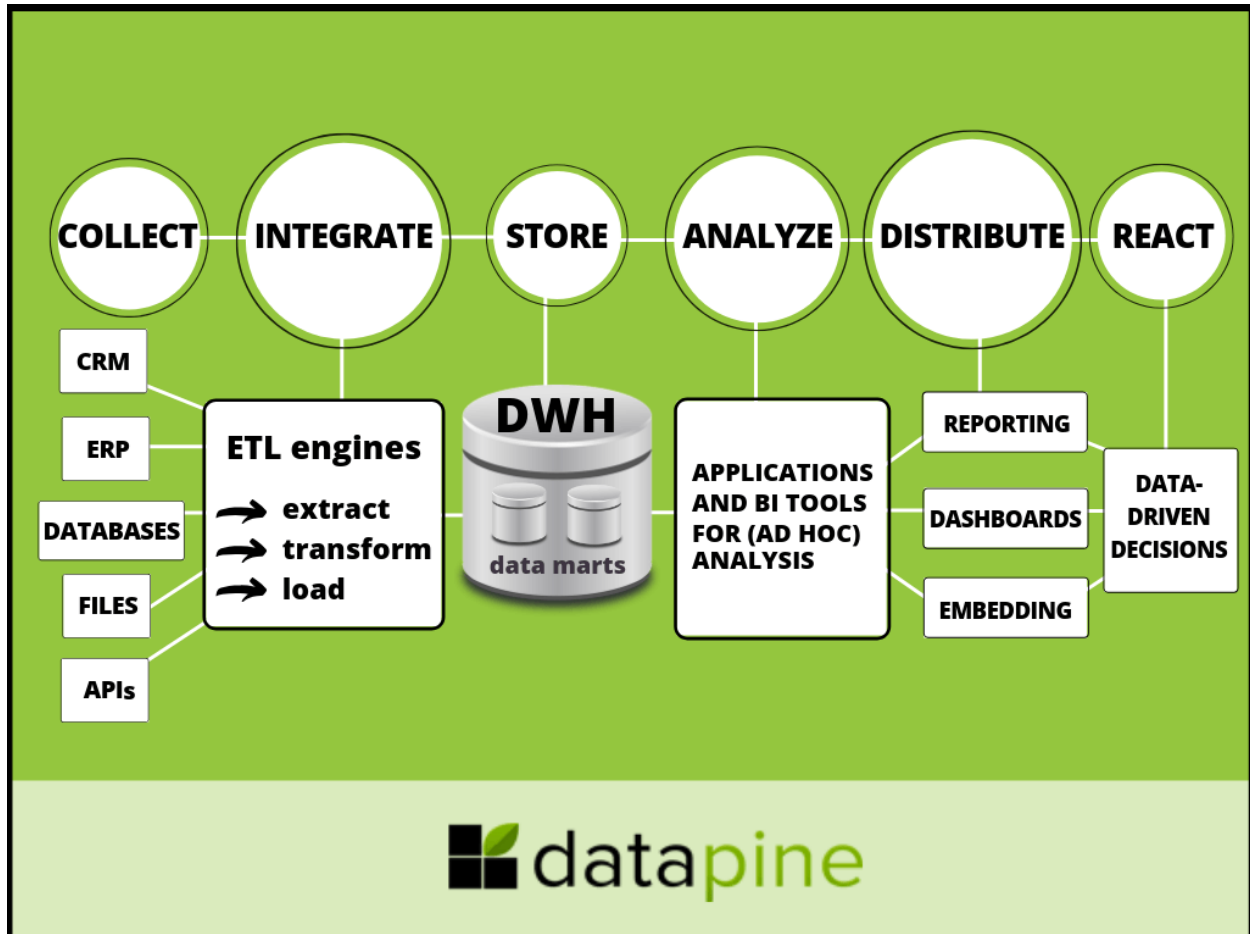 COLLECT
INTEGRATE
STORE
ANALYZE
DISTRIBUTE
REACT
CRM
ERP
DATABASES
FILES
APIs
ETL engines
extract
transform
load
DWH
data marts
APPLICATIONS
AND BI TOOLS
FOR (AD HOC)
ANALYSIS
REPORTING
DASHBOARDS
EMBEDDING
DATA-
DRIVEN
DECISIONS
datapine